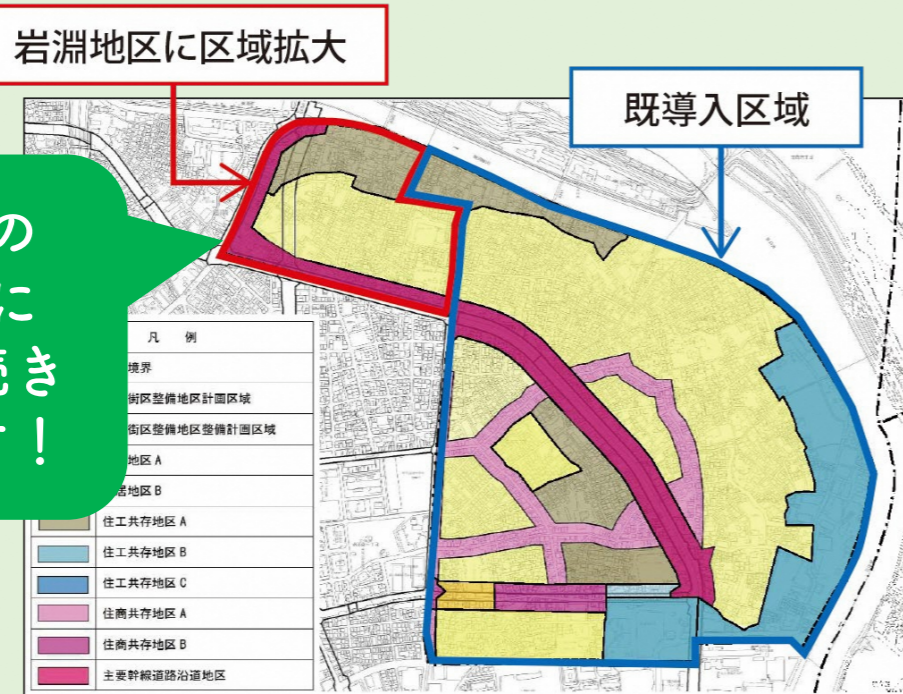 岩淵地区に区域拡大
既導入区域
の
に
続き
！
凡 例
境界
街区整備地区計画区域
街区整備地区整備計画区域
地区 A
居地区 B
住工共存地区 A
住工共存地区 B
住工共存地区 C
住商共存地区 A
住商共存地区 B
主要幹線道路沿道地区